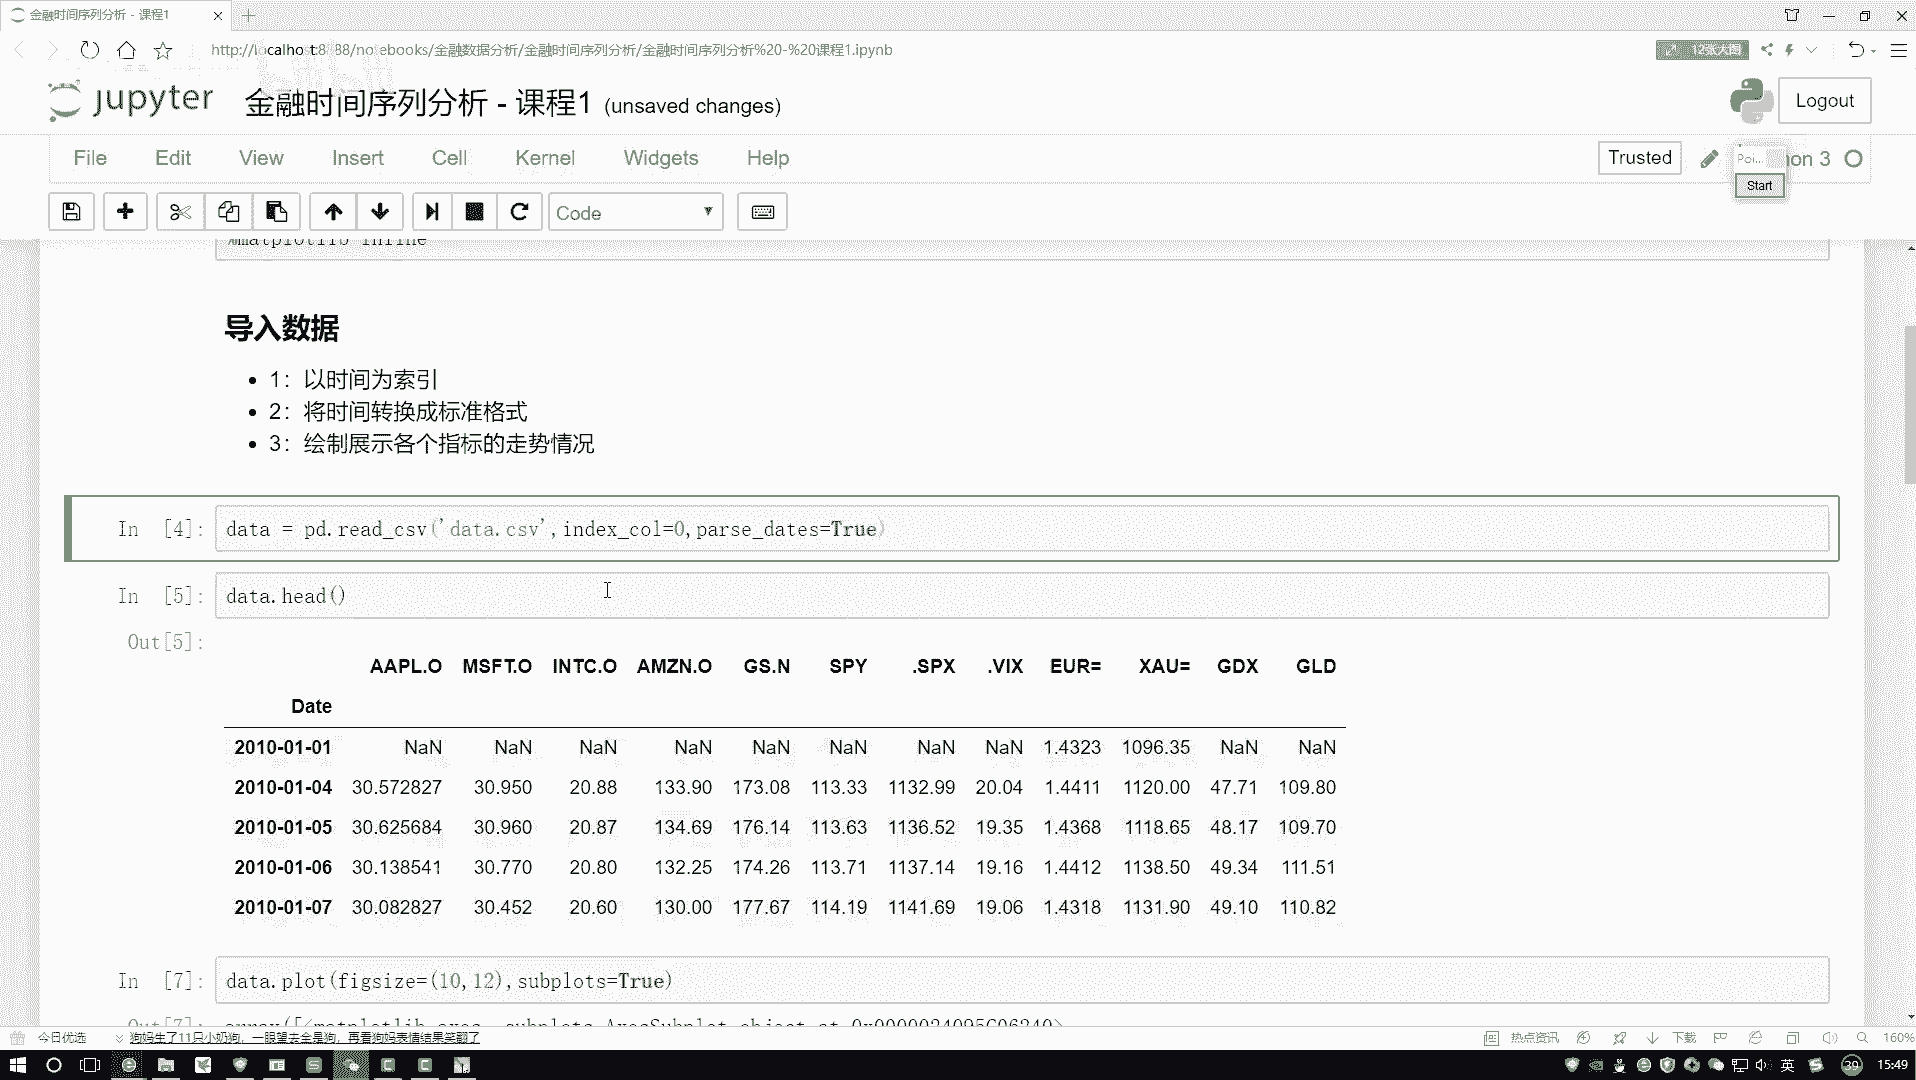 金融时间序列分析 - 课程1
http://localhost:8888/notebooks/金融数据分析/金融时间序列分析/金融时间序列分析%20-%20课程1.ipynb
12张大图
jupyter
金融时间序列分析 - 课程1 (unsaved changes)
Logout
File Edit View Insert Cell Kernel Widgets Help
Trusted
Poi...
Start
Code
%matplotlib inline
导入数据
• 1：以时间为索引
• 2：将时间转换成标准格式
• 3：绘制展示各个指标的走势情况
In [4]: data = pd.read_csv('data.csv',index_col=0,parse_dates=True)
In [5]: data.head()
Out[5]:
AAPL.O MSFT.O INTC.O AMZN.O GS.N SPY .SPX .VIX EUR= XAU= GDX GLD
Date
2010-01-01 NaN NaN NaN NaN NaN NaN NaN NaN 1.4323 1096.35 NaN NaN
2010-01-04 30.572827 30.950 20.88 133.90 173.08 113.33 1132.99 20.04 1.4411 1120.00 47.71 109.80
2010-01-05 30.625684 30.960 20.87 134.69 176.14 113.63 1136.52 19.35 1.4368 1118.65 48.17 109.70
2010-01-06 30.138541 30.770 20.80 132.25 174.26 113.71 1137.14 19.16 1.4412 1138.50 49.34 111.51
2010-01-07 30.082827 30.452 20.60 130.00 177.67 114.19 1141.69 19.06 1.4318 1131.90 49.10 110.82
In [7]: data.plot(figsize=(10,12),subplots=True)
今日优选
狗妈生了11只小奶狗，一眼望去全是狗，再看狗妈表情结果笑翻了
热点资讯
下载
160%
英
39
15:49